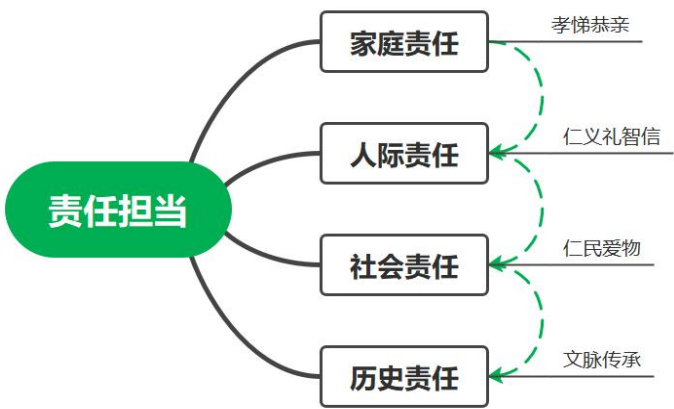 责任担当
家庭责任
孝悌恭亲
人际责任
仁义礼智信
社会责任
仁民爱物
历史责任
文脉传承